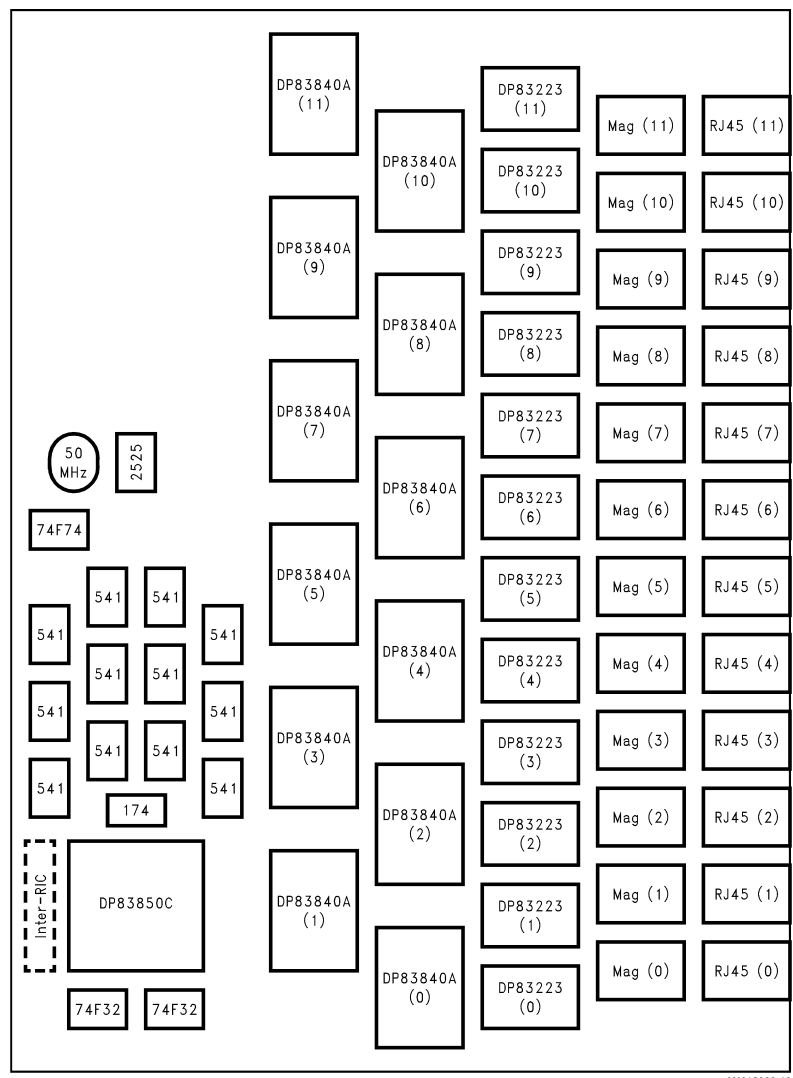 DP83840A
(11)
DP83840A
(9)
DP83840A
(7)
DP83840A
(5)
DP83840A
(3)
DP83840A
(1)
DP83840A
(10)
DP83840A
(8)
DP83840A
(6)
DP83840A
(4)
DP83840A
(2)
DP83840A
(0)
DP83223
(11)
DP83223
(10)
DP83223
(9)
DP83223
(8)
DP83223
(7)
DP83223
(6)
DP83223
(5)
DP83223
(4)
DP83223
(3)
DP83223
(2)
DP83223
(1)
DP83223
(0)
Mag (11)
Mag (10)
Mag (9)
Mag (8)
Mag (7)
Mag (6)
Mag (5)
Mag (4)
Mag (3)
Mag (2)
Mag (1)
Mag (0)
RJ45 (11)
RJ45 (10)
RJ45 (9)
RJ45 (8)
RJ45 (7)
RJ45 (6)
RJ45 (5)
RJ45 (4)
RJ45 (3)
RJ45 (2)
RJ45 (1)
RJ45 (0)
50
MHz
2525
74F74
541
541
541
541
541
541
541
541
541
541
541
541
174
Inter-RIC
DP83850C
74F32
74F32